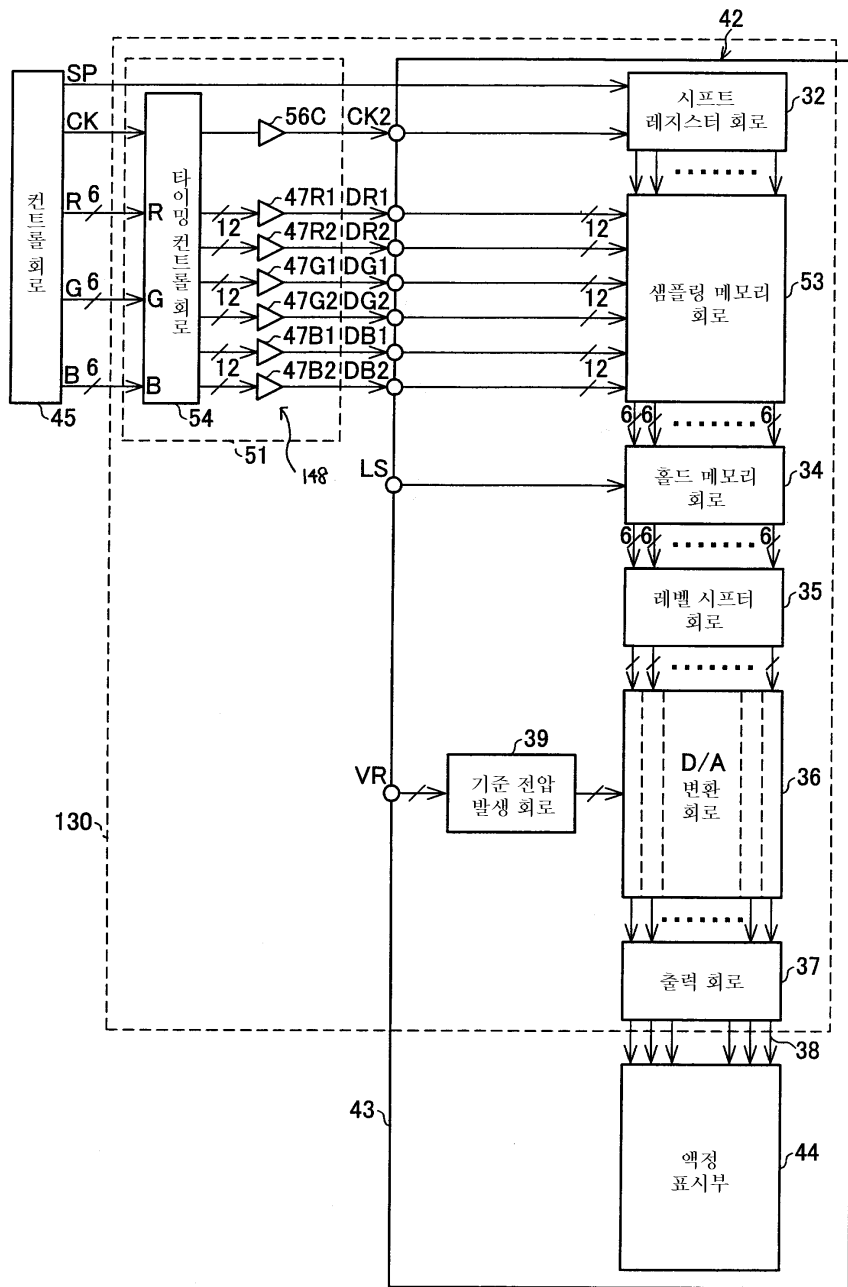 42
SP
시프트
레지스터 회로
32
CK
56C
CK2
컨트롤 회로
타이밍 컨트롤 회로
R
6
R
47R1
DR1
12
47R2
DR2
12
47G1
DG1
G
6
G
12
47G2
DG2
12
샘플링 메모리
회로
53
47B1
DB1
B
6
B
12
47B2
DB2
12
45
54
51
148
6
6
6
LS
홀드 메모리
회로
34
6
6
6
레벨 시프터
회로
35
39
VR
기준 전압
발생 회로
D/A
변환
회로
36
130
출력 회로
37
38
43
액정
표시부
44